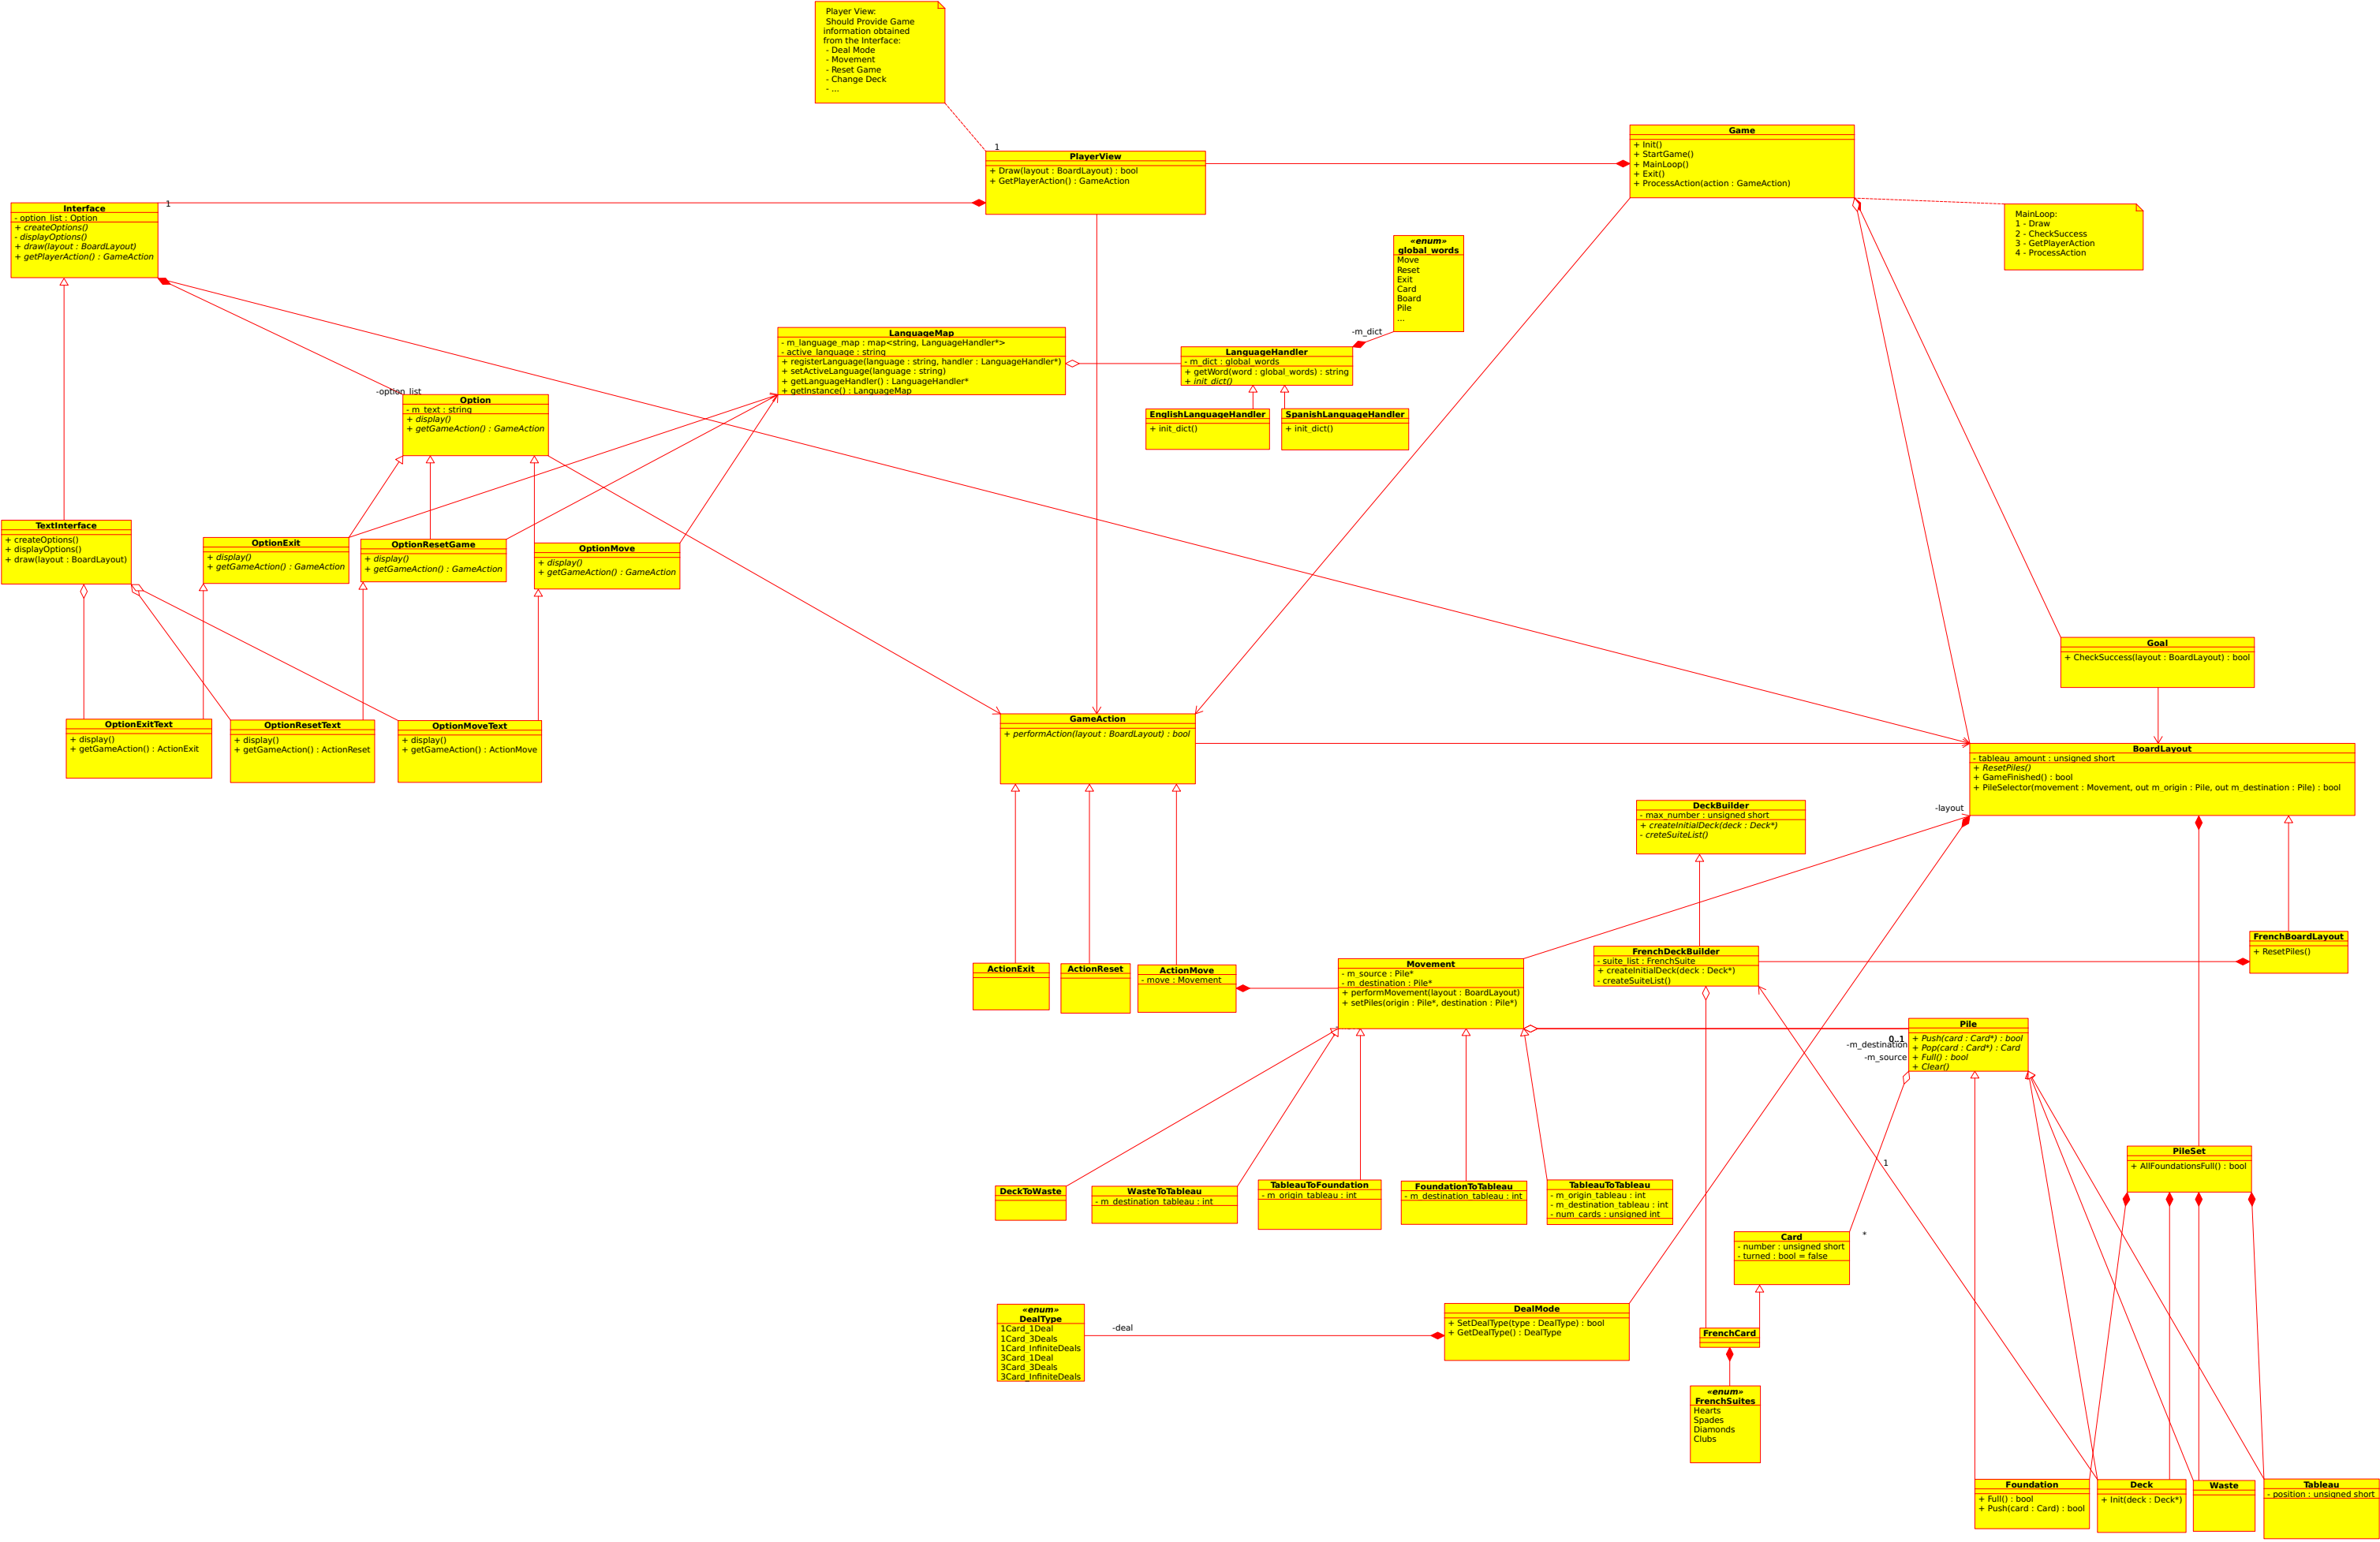 Player View:
Should Provide Game
information obtained
from the Interface:
- Deal Mode
- Movement
- Reset Game
- Change Deck
- ...
Game
+ Init()
+ StartGame()
+ MainLoop()
+ Exit()
+ ProcessAction(action : GameAction)
1
PlayerView
+ Draw(layout : BoardLayout) : bool
+ GetPlayerAction() : GameAction
1
Interface
- option_list : Option
+ createOptions()
- displayOptions()
+ draw(layout : BoardLayout)
+ getPlayerAction() : GameAction
MainLoop:
1 - Draw
2 - CheckSuccess
3 - GetPlayerAction
4 - ProcessAction
«enum»
global_words
Move
Reset
Exit
Card
Board
Pile
...
-m_dict
LanguageMap
- m_language_map : map<string, LanguageHandler*>
- active_language : string
+ registerLanguage(language : string, handler : LanguageHandler*)
+ setActiveLanguage(language : string)
+ getLanguageHandler() : LanguageHandler*
+ getInstance() : LanguageMap
LanguageHandler
- m_dict : global_words
+ getWord(word : global_words) : string
+ init_dict()
EnglishLanguageHandler
+ init_dict()
SpanishLanguageHandler
+ init_dict()
-option_list
Option
- m_text : string
+ display()
+ getGameAction() : GameAction
TextInterface
+ createOptions()
+ displayOptions()
+ draw(layout : BoardLayout)
OptionExit
+ display()
+ getGameAction() : GameAction
OptionResetGame
+ display()
+ getGameAction() : GameAction
OptionMove
+ display()
+ getGameAction() : GameAction
OptionExitText
+ display()
+ getGameAction() : ActionExit
OptionResetText
+ display()
+ getGameAction() : ActionReset
OptionMoveText
+ display()
+ getGameAction() : ActionMove
Goal
+ CheckSuccess(layout : BoardLayout) : bool
GameAction
+ performAction(layout : BoardLayout) : bool
BoardLayout
- tableau_amount : unsigned short
+ ResetPiles()
+ GameFinished() : bool
+ PileSelector(movement : Movement, out m_origin : Pile, out m_destination : Pile) : bool
-layout
DeckBuilder
- max_number : unsigned short
+ createInitialDeck(deck : Deck*)
- creteSuiteList()
FrenchBoardLayout
+ ResetPiles()
FrenchDeckBuilder
- suite_list : FrenchSuite
+ createInitialDeck(deck : Deck*)
- createSuiteList()
ActionExit
ActionReset
ActionMove
- move : Movement
Movement
- m_source : Pile*
- m_destination : Pile*
+ performMovement(layout : BoardLayout)
+ setPiles(origin : Pile*, destination : Pile*)
0..1
-m_destination
-m_source
Pile
+ Push(card : Card*) : bool
+ Pop(card : Card*) : Card
+ Full() : bool
+ Clear()
DeckToWaste
WasteToTableau
- m_destination_tableau : int
TableauToFoundation
- m_origin_tableau : int
FoundationToTableau
- m_destination_tableau : int
TableauToTableau
- m_origin_tableau : int
- m_destination_tableau : int
- num_cards : unsigned int
1
PileSet
+ AllFoundationsFull() : bool
Card
- number : unsigned short
- turned : bool = false
*
«enum»
DealType
1Card_1Deal
1Card_3Deals
1Card_InfiniteDeals
3Card_1Deal
3Card_3Deals
3Card_InfiniteDeals
-deal
DealMode
+ SetDealType(type : DealType) : bool
+ GetDealType() : DealType
FrenchCard
«enum»
FrenchSuites
Hearts
Spades
Diamonds
Clubs
Foundation
+ Full() : bool
+ Push(card : Card) : bool
Deck
+ Init(deck : Deck*)
Waste
Tableau
- position : unsigned short